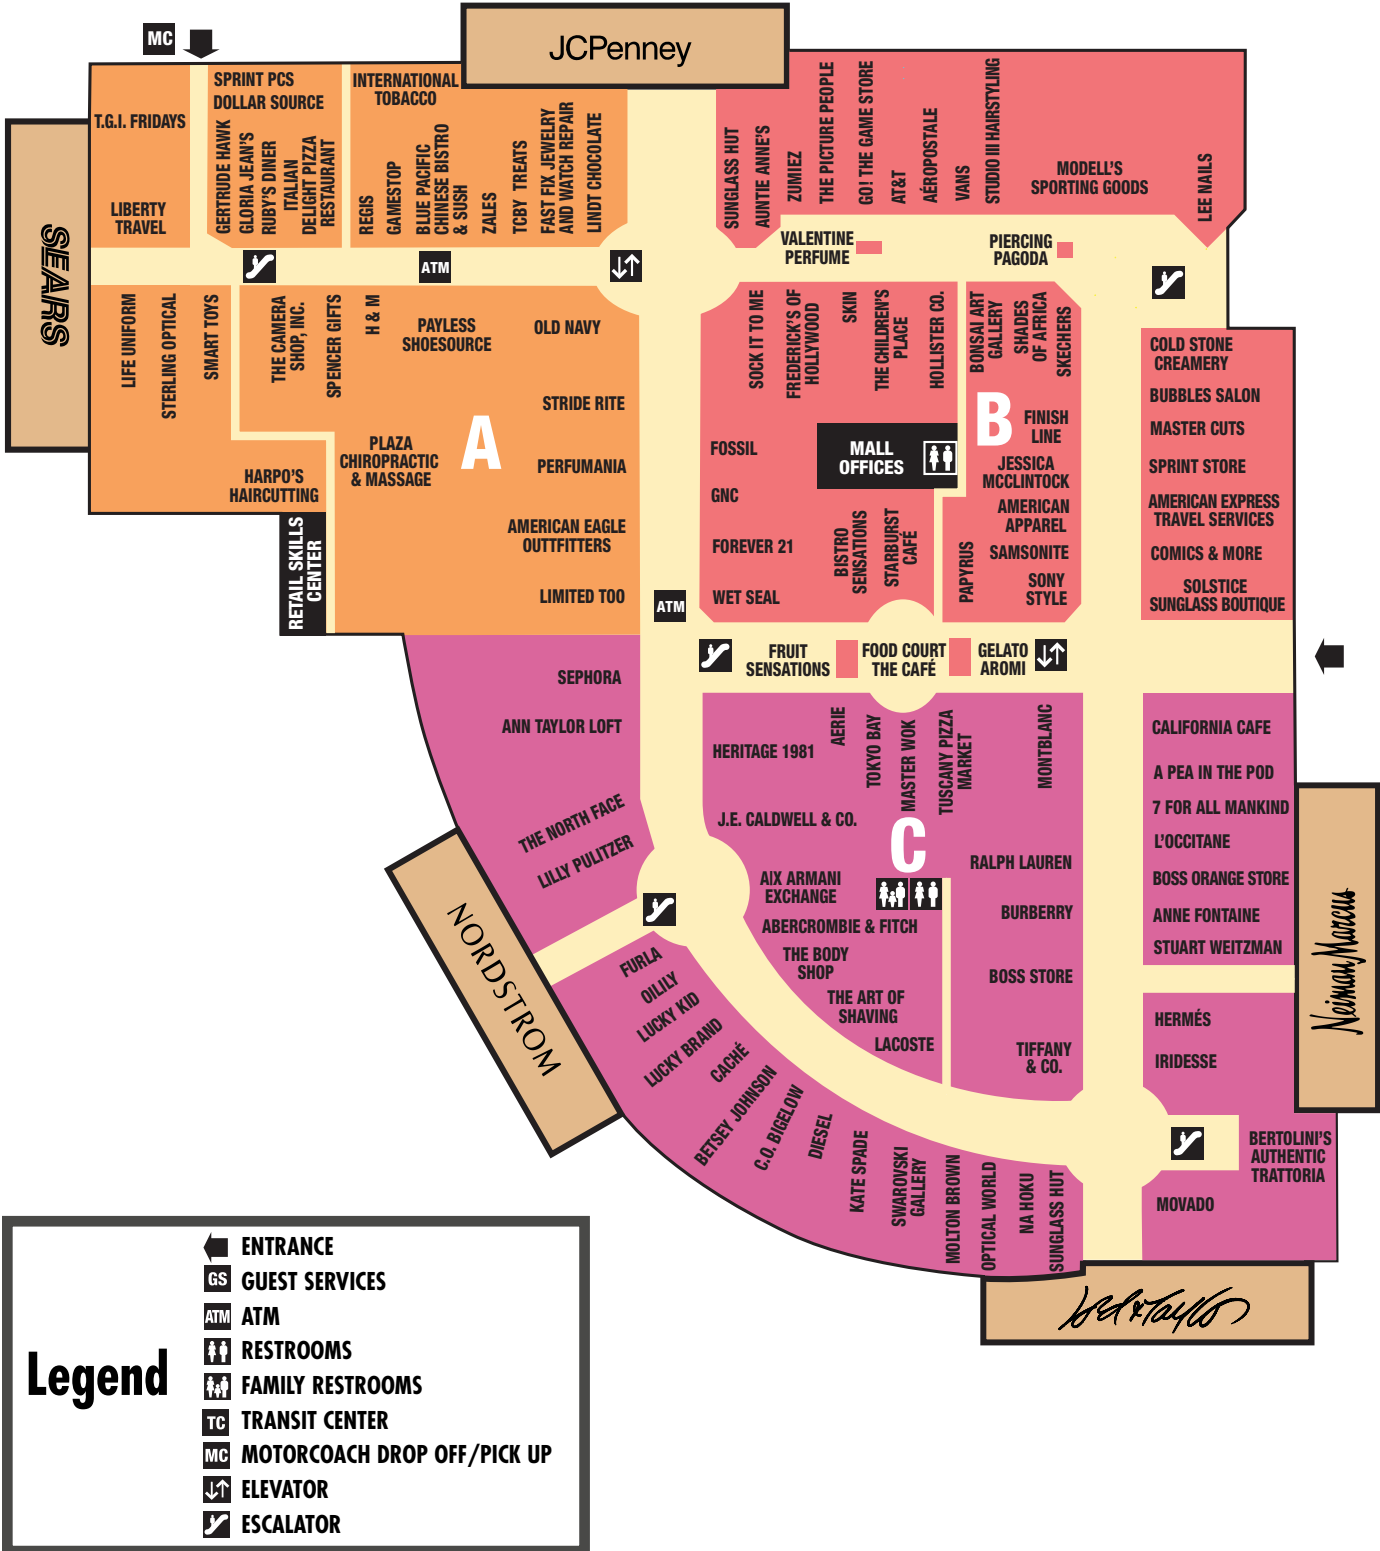 MC
JCPenney
T.G.I. FRIDAYS
LIBERTY
TRAVEL
SPRINT PCS
DOLLAR SOURCE
GERTRUDE HAWK
GLORIA JEAN'S
RUBY'S DINER
ITALIAN
DELIGHT PIZZA
RESTAURANT
INTERNATIONAL
TOBACCO
REGIS
GAMESTOP
BLUE PACIFIC
CHINESE BISTRO
& SUSH
ZALES
TCBY TREATS
FAST FIX JEWELRY
AND WATCH REPAIR
LINDT CHOCOLATE
SUNGLASS HUT
AUNTIE ANNE'S
ZUMIEZ
THE PICTURE PEOPLE
GO! THE GAME STORE
AT&T
AÉROPOSTALE
VANS
STUDIO III HAIRSTYLING
MODELL'S
SPORTING GOODS
LEE NAILS
SEARS
ATM
VALENTINE
PERFUME
PIERCING
PAGODA
LIFE UNIFORM
STERLING OPTICAL
SMART TOYS
THE CAMERA
SHOP, INC.
SPENCER GIFTS
H & M
PAYLESS
SHOESOURCE
OLD NAVY
STRIDE RITE
A
PLAZA
CHIROPRACTIC
& MASSAGE
PERFUMANIA
HARPO'S
HAIRCUTTING
AMERICAN EAGLE
OUTTFITTERS
RETAIL SKILLS
CENTER
LIMITED TOO
ATM
SOCK IT TO ME
FREDERICK'S OF
HOLLYWOOD
SKIN
THE CHILDREN'S
PLACE
HOLLISTER CO.
BONSAI ART
GALLERY
SHADES
OF AFRICA
SKECHERS
B
FINISH
LINE
FOSSIL
MALL
OFFICES
JESSICA
MCCLINTOCK
GNC
AMERICAN
APPAREL
FOREVER 21
BISTRO
SENSATIONS
STARBURST
CAFÉ
PAPYRUS
SAMSONITE
WET SEAL
SONY
STYLE
COLD STONE
CREAMERY
BUBBLES SALON
MASTER CUTS
SPRINT STORE
AMERICAN EXPRESS
TRAVEL SERVICES
COMICS & MORE
SOLSTICE
SUNGLASS BOUTIQUE
FRUIT
SENSATIONS
FOOD COURT
THE CAFÉ
GELATO
AROMI
SEPHORA
ANN TAYLOR LOFT
THE NORTH FACE
LILLY PULITZER
NORDSTROM
HERITAGE 1981
AERIE
TOKYO BAY
MASTER WOK
TUSCANY PIZZA
MARKET
MONTBLANC
J.E. CALDWELL & CO.
C
RALPH LAUREN
A|X ARMANI
EXCHANGE
ABERCROMBIE & FITCH
BURBERRY
THE BODY
SHOP
BOSS STORE
THE ART OF
SHAVING
LACOSTE
TIFFANY
& CO.
CALIFORNIA CAFE
A PEA IN THE POD
7 FOR ALL MANKIND
L'OCCITANE
BOSS ORANGE STORE
ANNE FONTAINE
STUART WEITZMAN
Neiman Marcus
HERMÉS
IRIDESSE
BERTOLINI'S
AUTHENTIC
TRATTORIA
MOVADO
FURLA
OILILY
LUCKY KID
LUCKY BRAND
CACHÉ
BETSEY JOHNSON
C.O. BIGELOW
DIESEL
KATE SPADE
SWAROVSKI
GALLERY
MOLTON BROWN
OPTICAL WORLD
NA HOKU
SUNGLASS HUT
Lord & Taylor
Legend
ENTRANCE
GS GUEST SERVICES
ATM ATM
RESTROOMS
FAMILY RESTROOMS
TC TRANSIT CENTER
MC MOTORCOACH DROP OFF/PICK UP
ELEVATOR
ESCALATOR